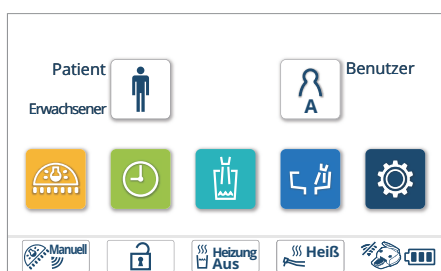 Patient
Benutzer
Erwachsener
A
Manuell
Heizung
Aus
Heiß